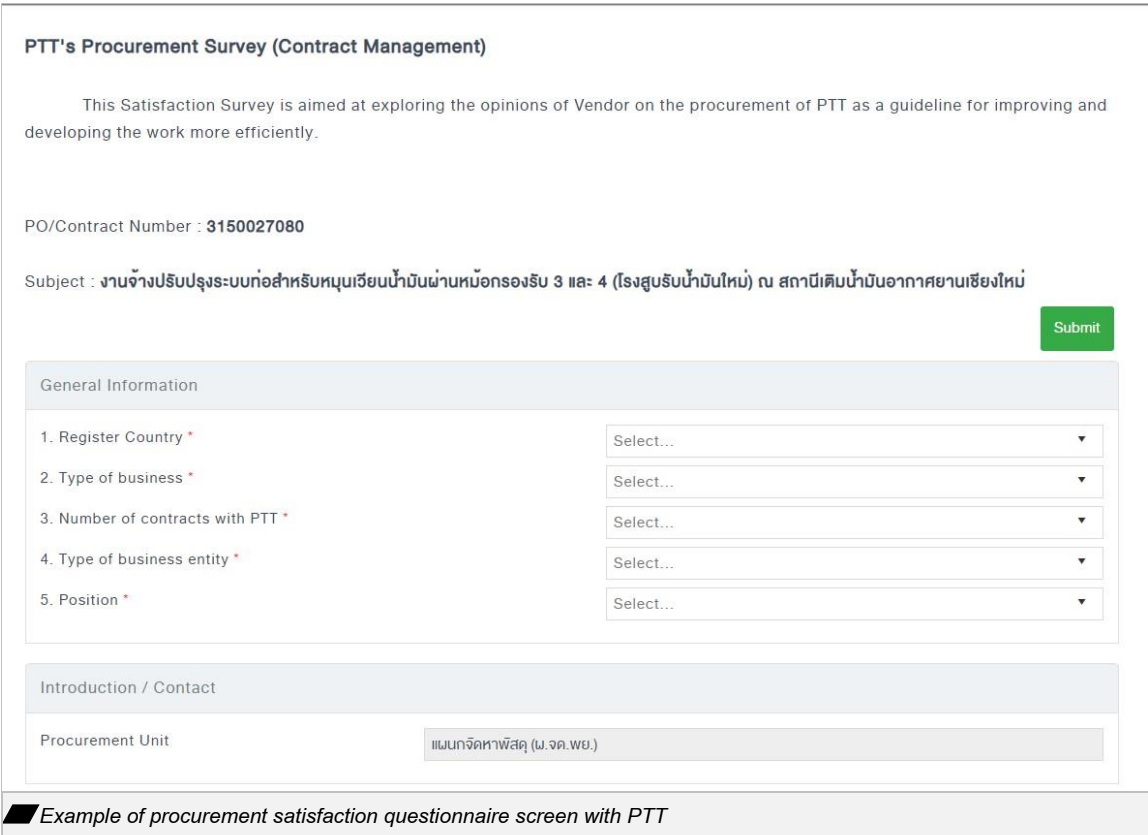 PTT's Procurement Survey (Contract Management)
This Satisfaction Survey is aimed at exploring the opinions of Vendor on the procurement of PTT as a guideline for improving and
developing the work more efficiently.
PO/Contract Number : 3150027080
Subject : งานจ้างปรับปรุงระบบท่อสำหรับหมุนเวียนน้ำมันผ่านหม้อกรองรับ 3 และ 4 (โรงสูบรับน้ำมันใหม่) ณ สถานีเติมน้ำมันอากาศยานเชียงใหม่
Submit
General Information
1. Register Country * Select...
2. Type of business * Select...
3. Number of contracts with PTT * Select...
4. Type of business entity * Select...
5. Position * Select...
Introduction / Contact
Procurement Unit แผนกจัดหาพัสดุ (ผ.จด.พย.)
Example of procurement satisfaction questionnaire screen with PTT